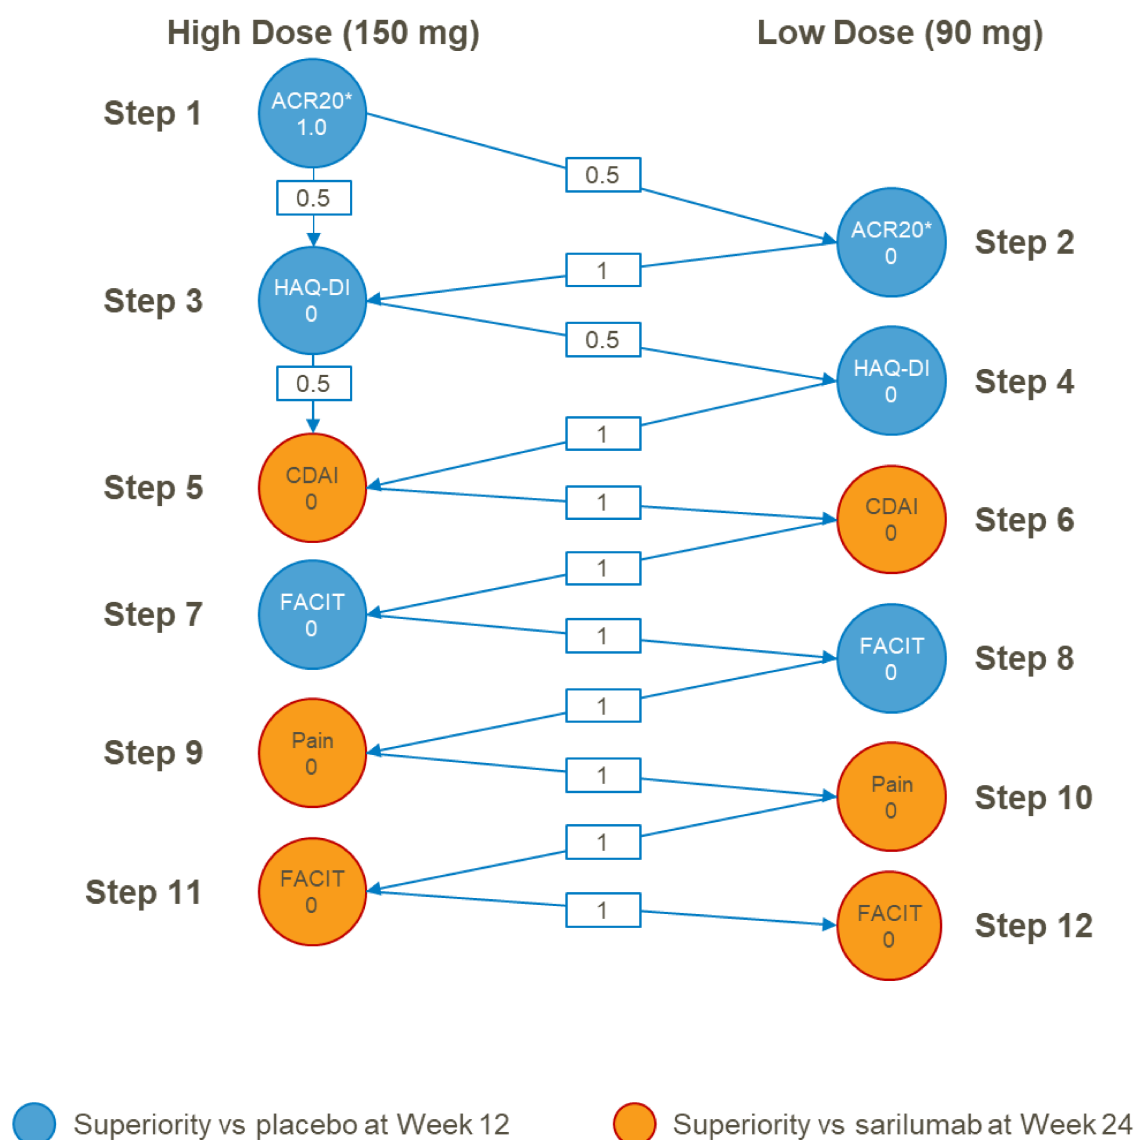 High Dose (150 mg)
Low Dose (90 mg)
Step 1
ACR20*
1.0
0.5
0.5
ACR20*
0
Step 2
1
Step 3
HAQ-DI
0
0.5
0.5
HAQ-DI
0
Step 4
1
Step 5
CDAI
0
1
CDAI
0
Step 6
1
Step 7
FACIT
0
1
FACIT
0
Step 8
1
Step 9
Pain
0
1
Pain
0
Step 10
1
Step 11
FACIT
0
1
FACIT
0
Step 12
Superiority vs placebo at Week 12
Superiority vs sarilumab at Week 24